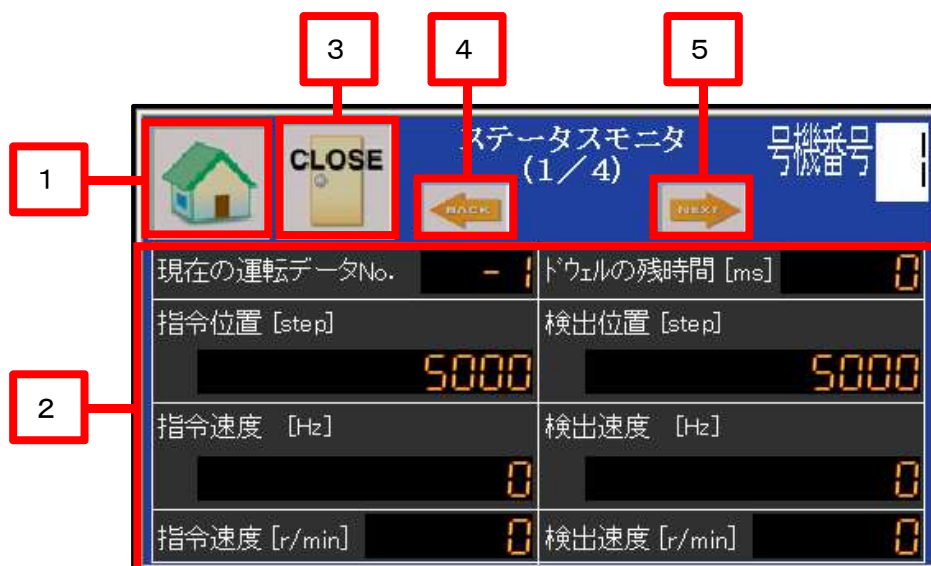 3
4
5
1
CLOSE
ステータスモニタ
(1/4)
号機番号
1
BACK
NEXT
現在の運転データNo.
-1
ドウェルの残時間 [ms]
0
指令位置 [step]
検出位置 [step]
5000
5000
2
指令速度 [Hz]
検出速度 [Hz]
0
0
指令速度 [r/min]
0
検出速度 [r/min]
0